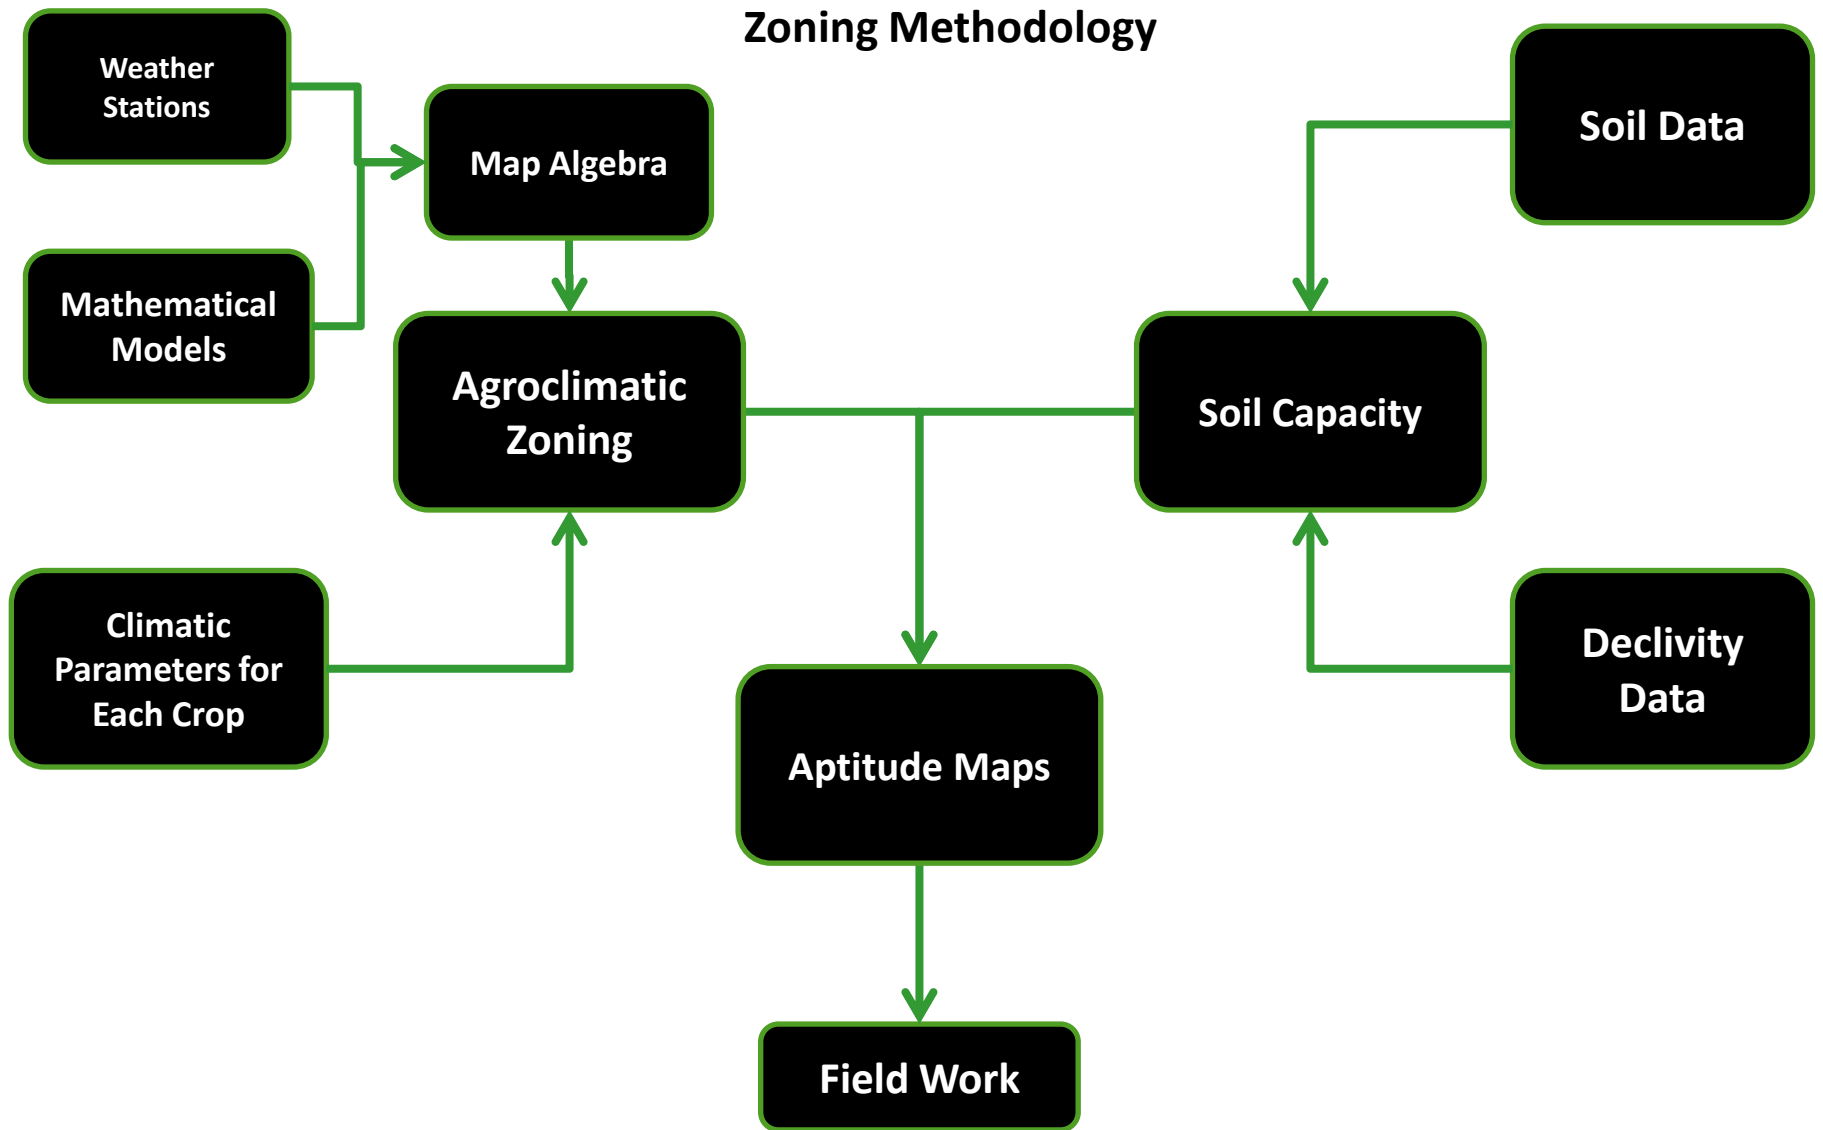 Zoning Methodology
Weather
Stations
Map Algebra
Soil Data
Mathematical
Models
Agroclimatic
Zoning
Soil Capacity
Climatic
Parameters for
Each Crop
Declivity
Data
Aptitude Maps
Field Work